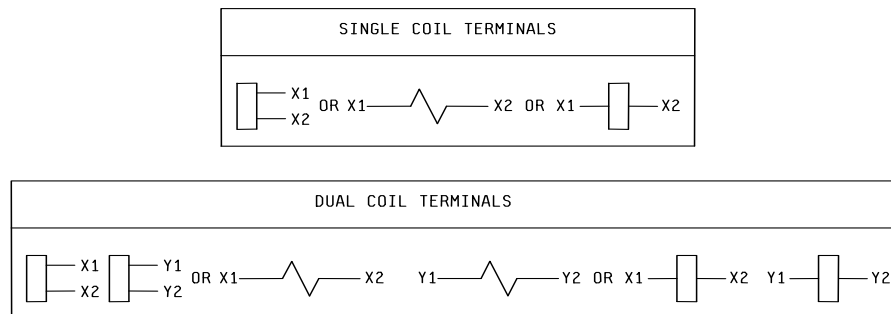 SINGLE COIL TERMINALS
X1
X2
OR X1 X2 OR X1 X2
DUAL COIL TERMINALS
X1 Y1
X2 Y2
OR X1 X2 Y1 Y2 OR X1 X2 Y1 Y2